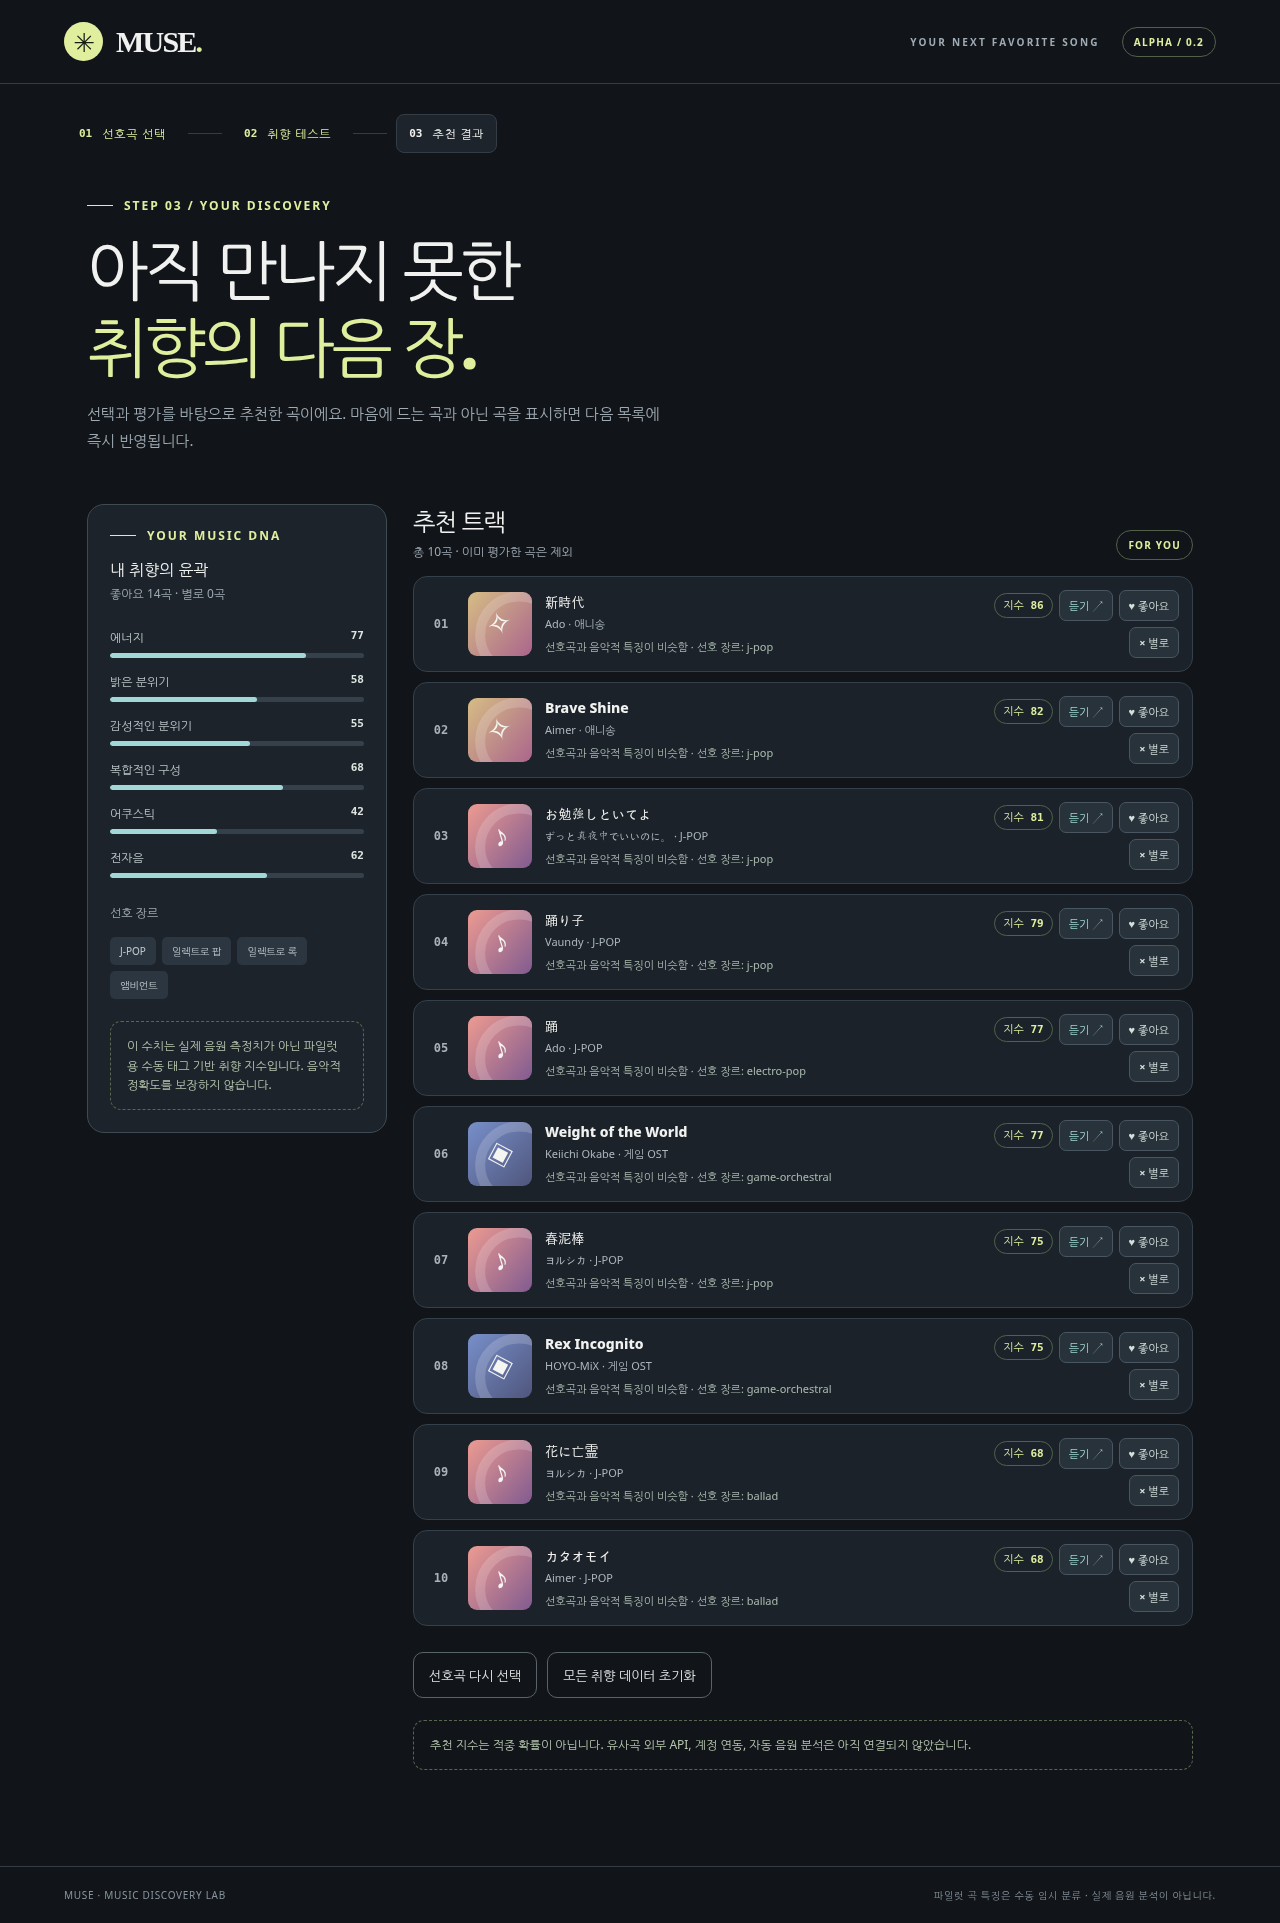 MUSE.
YOUR NEXT FAVORITE SONG
ALPHA / 0.2
01 선호곡 선택
02 취향 테스트
03 추천 결과
STEP 03 / YOUR DISCOVERY
아직 만나지 못한
취향의 다음 장.
선택과 평가를 바탕으로 추천한 곡이에요. 마음에 드는 곡과 아닌 곡을 표시하면 다음 목록에
즉시 반영됩니다.
YOUR MUSIC DNA
내 취향의 윤곽
좋아요 14곡 · 별로 0곡
에너지 77
밝은 분위기 58
감성적인 분위기 55
복합적인 구성 68
어쿠스틱 42
전자음 62
선호 장르
J-POP 일렉트로 팝 일렉트로 록
앰비언트
이 수치는 실제 음원 측정치가 아닌 파일럿
용 수동 태그 기반 취향 지수입니다. 음악적
정확도를 보장하지 않습니다.
추천 트랙
총 10곡 · 이미 평가한 곡은 제외
FOR YOU
01
新時代
Ado · 애니송
선호곡과 음악적 특징이 비슷함 · 선호 장르: j-pop
지수 86 듣기 ↗ ♥ 좋아요
× 별로
02
Brave Shine
Aimer · 애니송
선호곡과 음악적 특징이 비슷함 · 선호 장르: j-pop
지수 82 듣기 ↗ ♥ 좋아요
× 별로
03
お勉強しといてよ
ずっと真夜中でいいのに。 · J-POP
선호곡과 음악적 특징이 비슷함 · 선호 장르: j-pop
지수 81 듣기 ↗ ♥ 좋아요
× 별로
04
踊り子
Vaundy · J-POP
선호곡과 음악적 특징이 비슷함 · 선호 장르: j-pop
지수 79 듣기 ↗ ♥ 좋아요
× 별로
05
踊
Ado · J-POP
선호곡과 음악적 특징이 비슷함 · 선호 장르: electro-pop
지수 77 듣기 ↗ ♥ 좋아요
× 별로
06
Weight of the World
Keiichi Okabe · 게임 OST
선호곡과 음악적 특징이 비슷함 · 선호 장르: game-orchestral
지수 77 듣기 ↗ ♥ 좋아요
× 별로
07
春泥棒
ヨルシカ · J-POP
선호곡과 음악적 특징이 비슷함 · 선호 장르: j-pop
지수 75 듣기 ↗ ♥ 좋아요
× 별로
08
Rex Incognito
HOYO-MiX · 게임 OST
선호곡과 음악적 특징이 비슷함 · 선호 장르: game-orchestral
지수 75 듣기 ↗ ♥ 좋아요
× 별로
09
花に亡霊
ヨルシカ · J-POP
선호곡과 음악적 특징이 비슷함 · 선호 장르: ballad
지수 68 듣기 ↗ ♥ 좋아요
× 별로
10
カタオモイ
Aimer · J-POP
선호곡과 음악적 특징이 비슷함 · 선호 장르: ballad
지수 68 듣기 ↗ ♥ 좋아요
× 별로
선호곡 다시 선택
모든 취향 데이터 초기화
추천 지수는 적중 확률이 아닙니다. 유사곡 외부 API, 계정 연동, 자동 음원 분석은 아직 연결되지 않았습니다.
MUSE · MUSIC DISCOVERY LAB
파일럿 곡 특징은 수동 임시 분류 · 실제 음원 분석이 아닙니다.